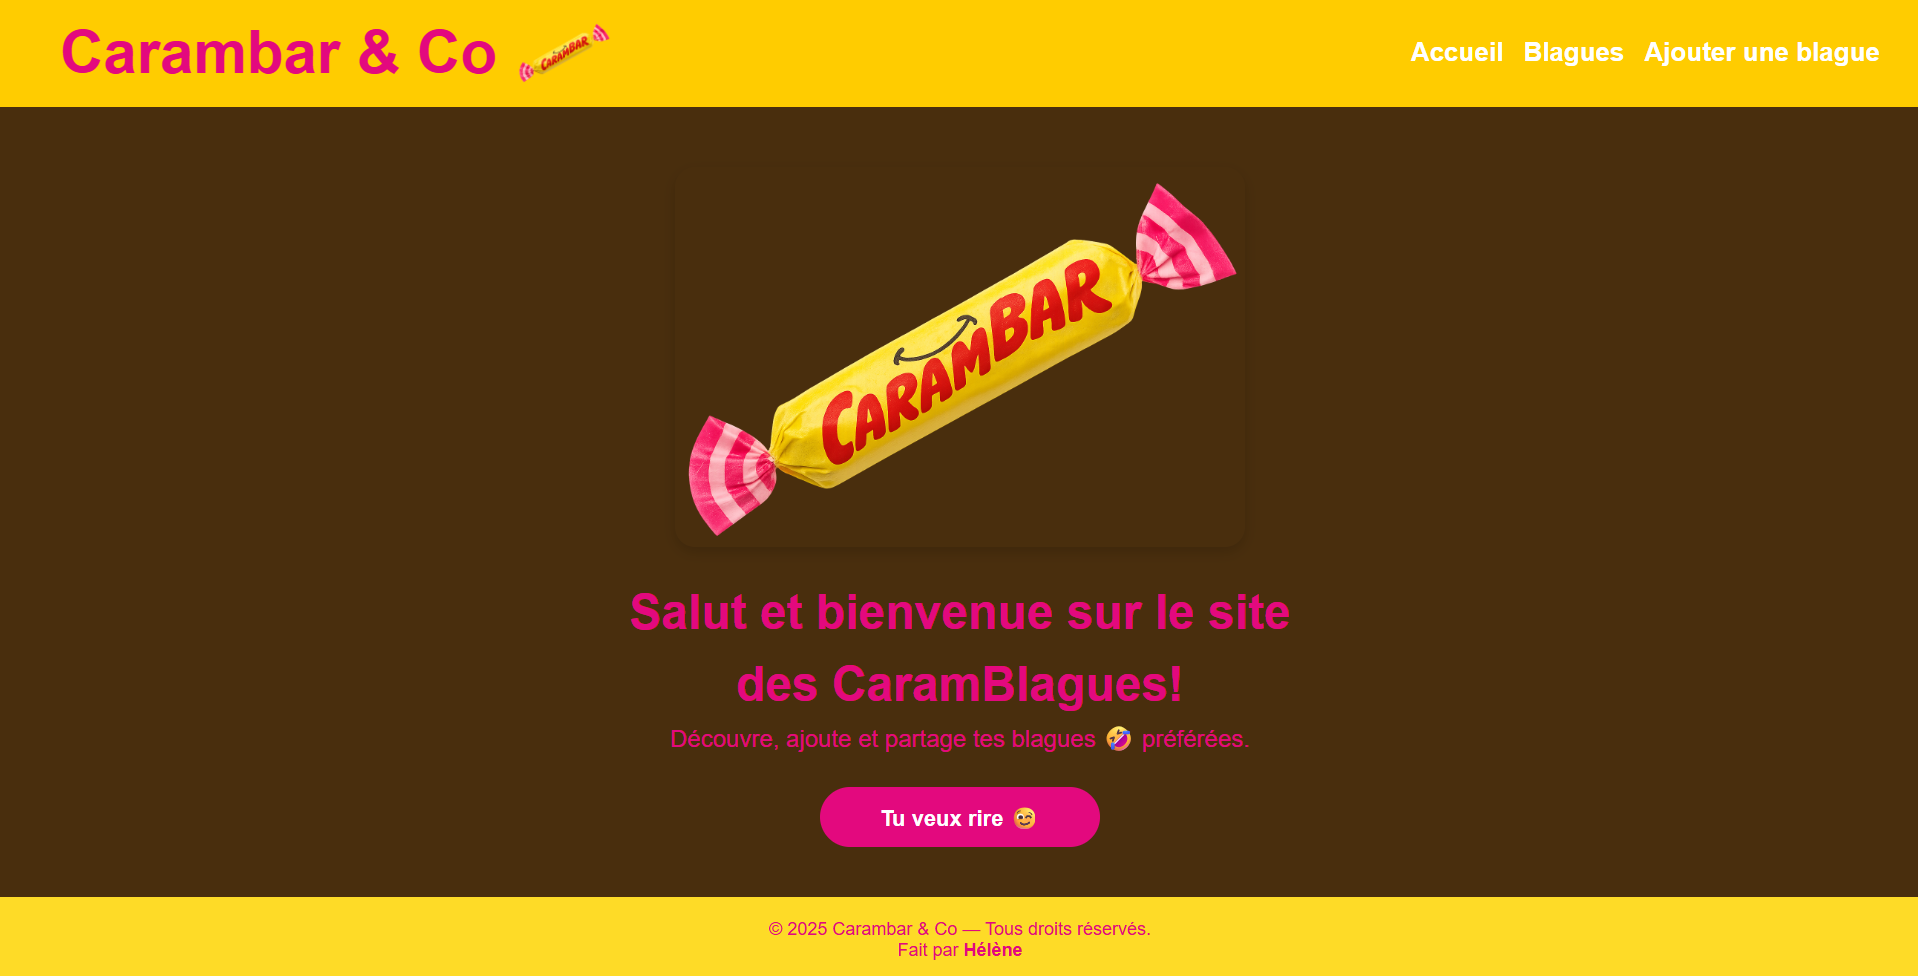 Carambar & Co CARAMBAR
Accueil Blagues Ajouter une blague
CARAMBAR
Salut et bienvenue sur le site
des CaramBlagues!
Découvre, ajoute et partage tes blagues 🤣 préférées.
Tu veux rire 😉
© 2025 Carambar & Co — Tous droits réservés.
Fait par Hélène